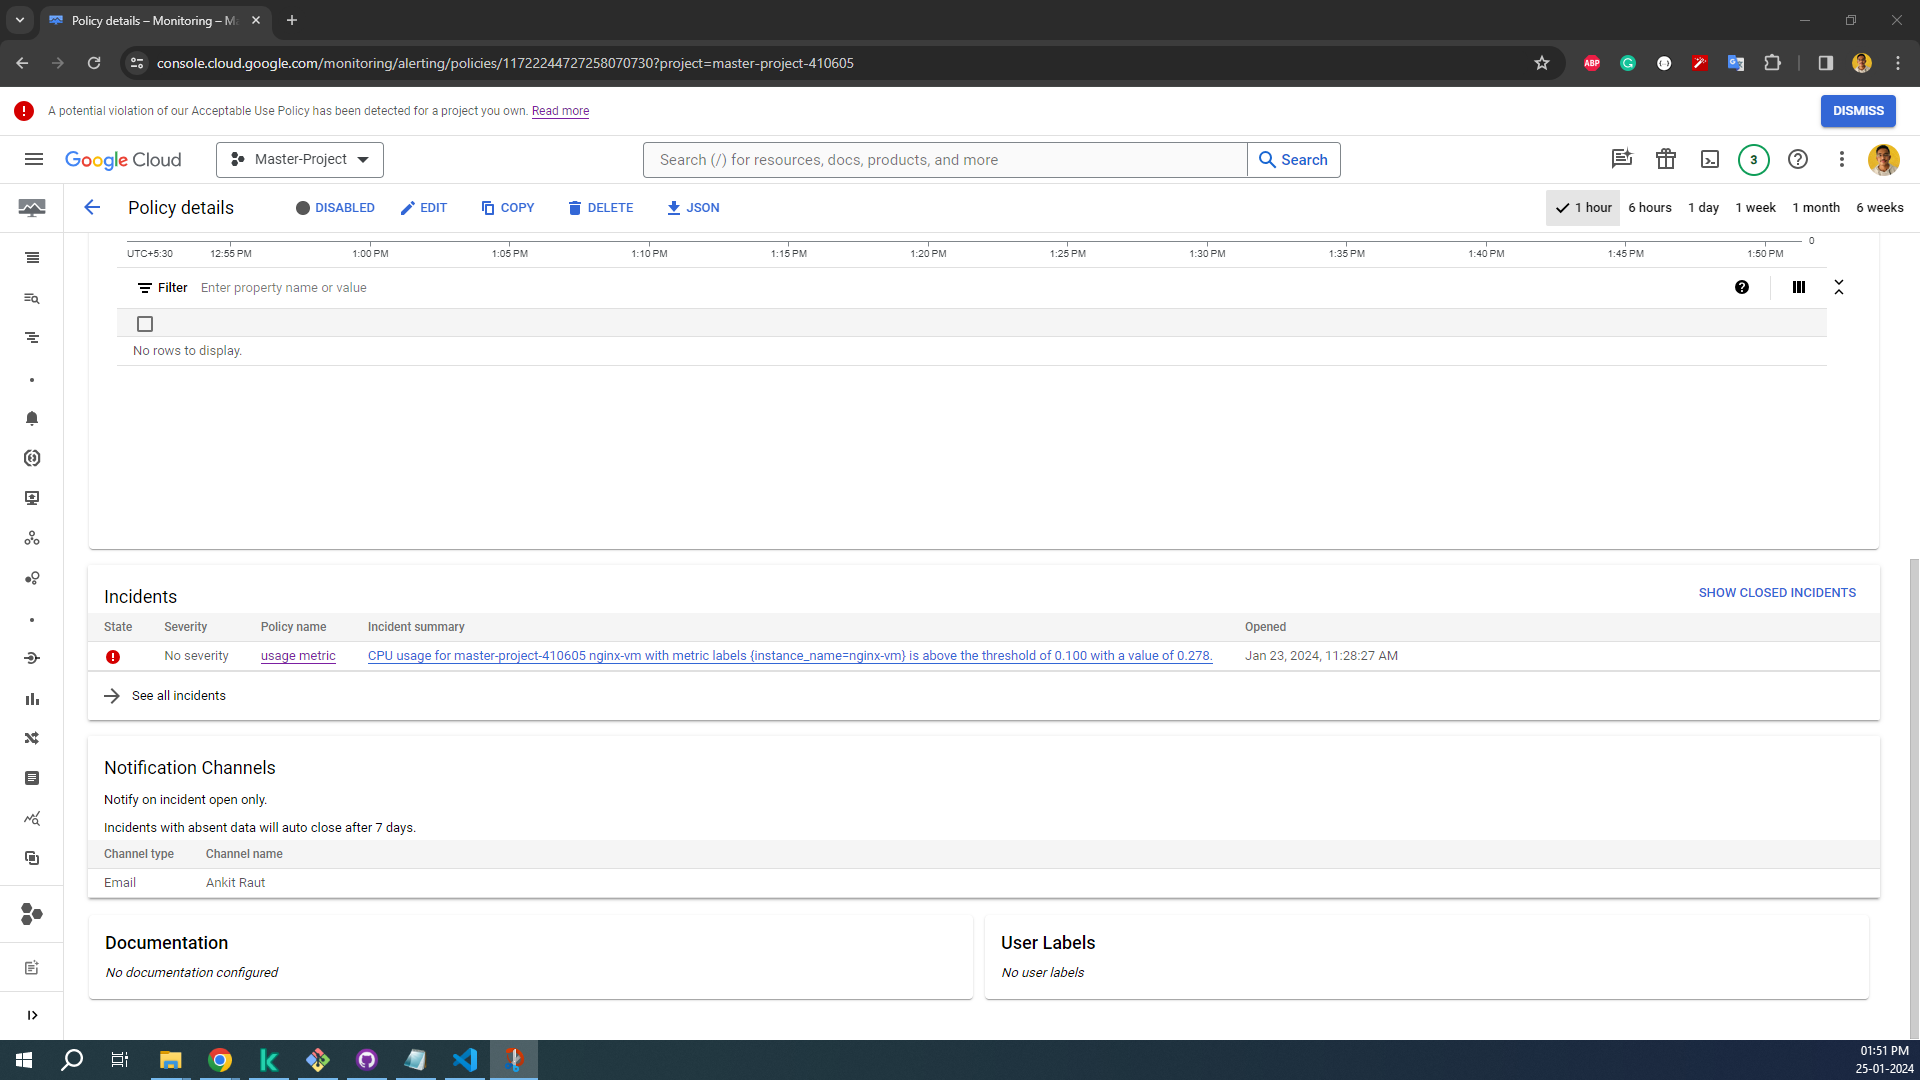 Policy details – Monitoring – Ma
console.cloud.google.com/monitoring/alerting/policies/11722244727258070730?project=master-project-410605
ABP
A potential violation of our Acceptable Use Policy has been detected for a project you own. Read more
DISMISS
Google Cloud
Master-Project
Search (/) for resources, docs, products, and more
Search
3
Policy details
DISABLED
EDIT
COPY
DELETE
JSON
1 hour
6 hours
1 day
1 week
1 month
6 weeks
0
UTC+5:30
12:55 PM
1:00 PM
1:05 PM
1:10 PM
1:15 PM
1:20 PM
1:25 PM
1:30 PM
1:35 PM
1:40 PM
1:45 PM
1:50 PM
Filter
Enter property name or value
No rows to display.
Incidents
SHOW CLOSED INCIDENTS
State Severity Policy name Incident summary Opened
No severity usage metric CPU usage for master-project-410605 nginx-vm with metric labels {instance_name=nginx-vm} is above the threshold of 0.100 with a value of 0.278. Jan 23, 2024, 11:28:27 AM
See all incidents
Notification Channels
Notify on incident open only.
Incidents with absent data will auto close after 7 days.
Channel type Channel name
Email Ankit Raut
Documentation
No documentation configured
User Labels
No user labels
01:51 PM
25-01-2024